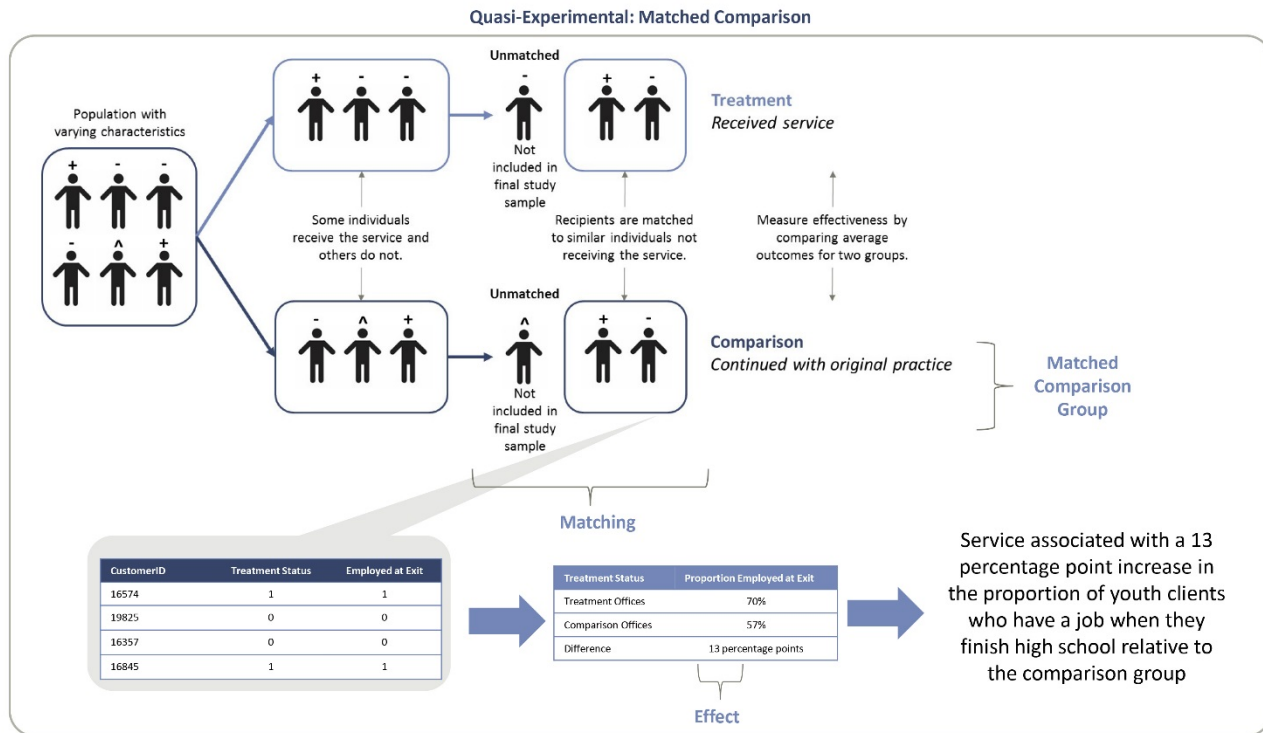 Quasi-Experimental: Matched Comparison
Population with
varying characteristics
+ - -
- ^ +
+ - -
Unmatched
-
Not
included in
final study
sample
+ -
Treatment
Received service
Some individuals
receive the service and
others do not.
Recipients are matched
to similar individuals not
receiving the service.
Measure effectiveness by
comparing average
outcomes for two groups.
- ^ +
Unmatched
^
Not
included in
final study
sample
+ -
Comparison
Continued with original practice
Matched
Comparison
Group
Matching
CustomerID Treatment Status Employed at Exit
16574 1 1
19825 0 0
16357 0 0
16845 1 1
Treatment Status Proportion Employed at Exit
Treatment Offices 70%
Comparison Offices 57%
Difference 13 percentage points
Effect
Service associated with a 13
percentage point increase in
the proportion of youth clients
who have a job when they
finish high school relative to
the comparison group